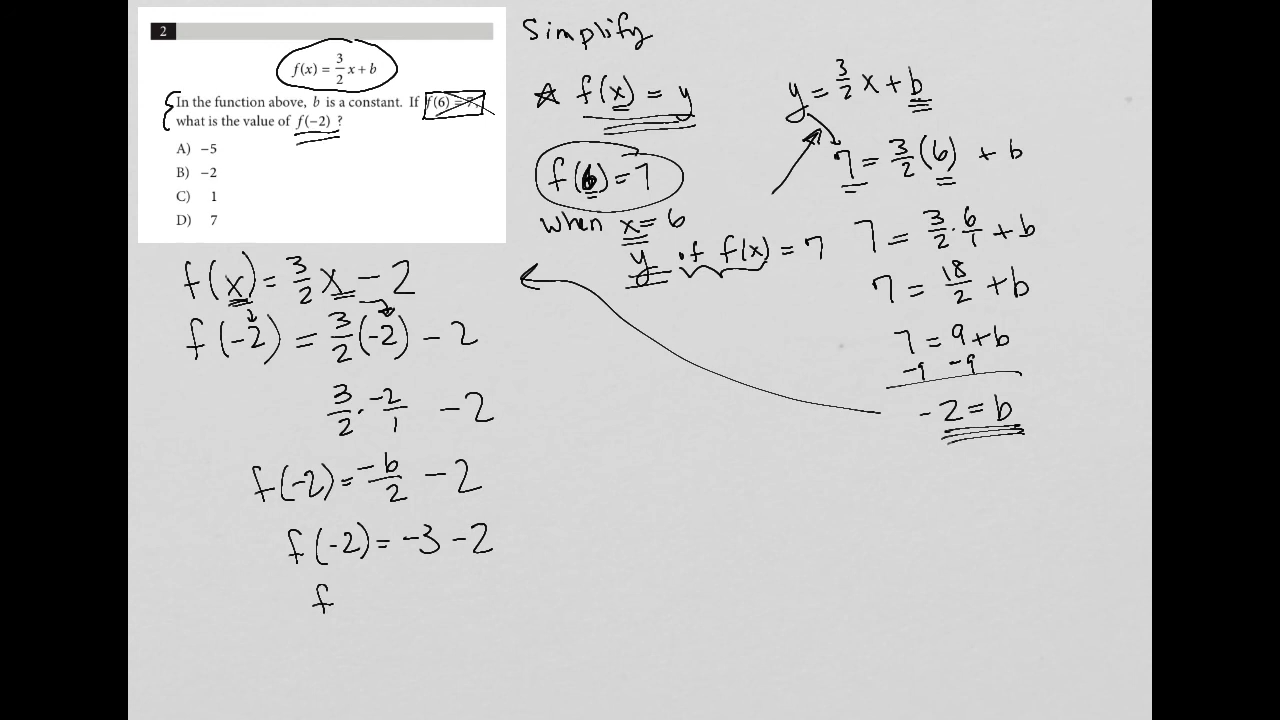 2
f(x) = 3/2 x + b
In the function above, b is a constant. If f(6) = 7,
what is the value of f(−2) ?
A) −5
B) −2
C) 1
D) 7
Simplify
☆ f(x) = y
f(6) = 7
when x = 6
y of f(x) = 7
y = 3/2 x + b
7 = 3/2 (6) + b
7 = 3/2 · 6/1 + b
7 = 18/2 + b
7 = 9 + b
-9 -9
-2 = b
f(x) = 3/2 x - 2
f(-2) = 3/2 (-2) - 2
3/2 · -2/1 - 2
f(-2) = -6/2 - 2
f(-2) = -3 - 2
f